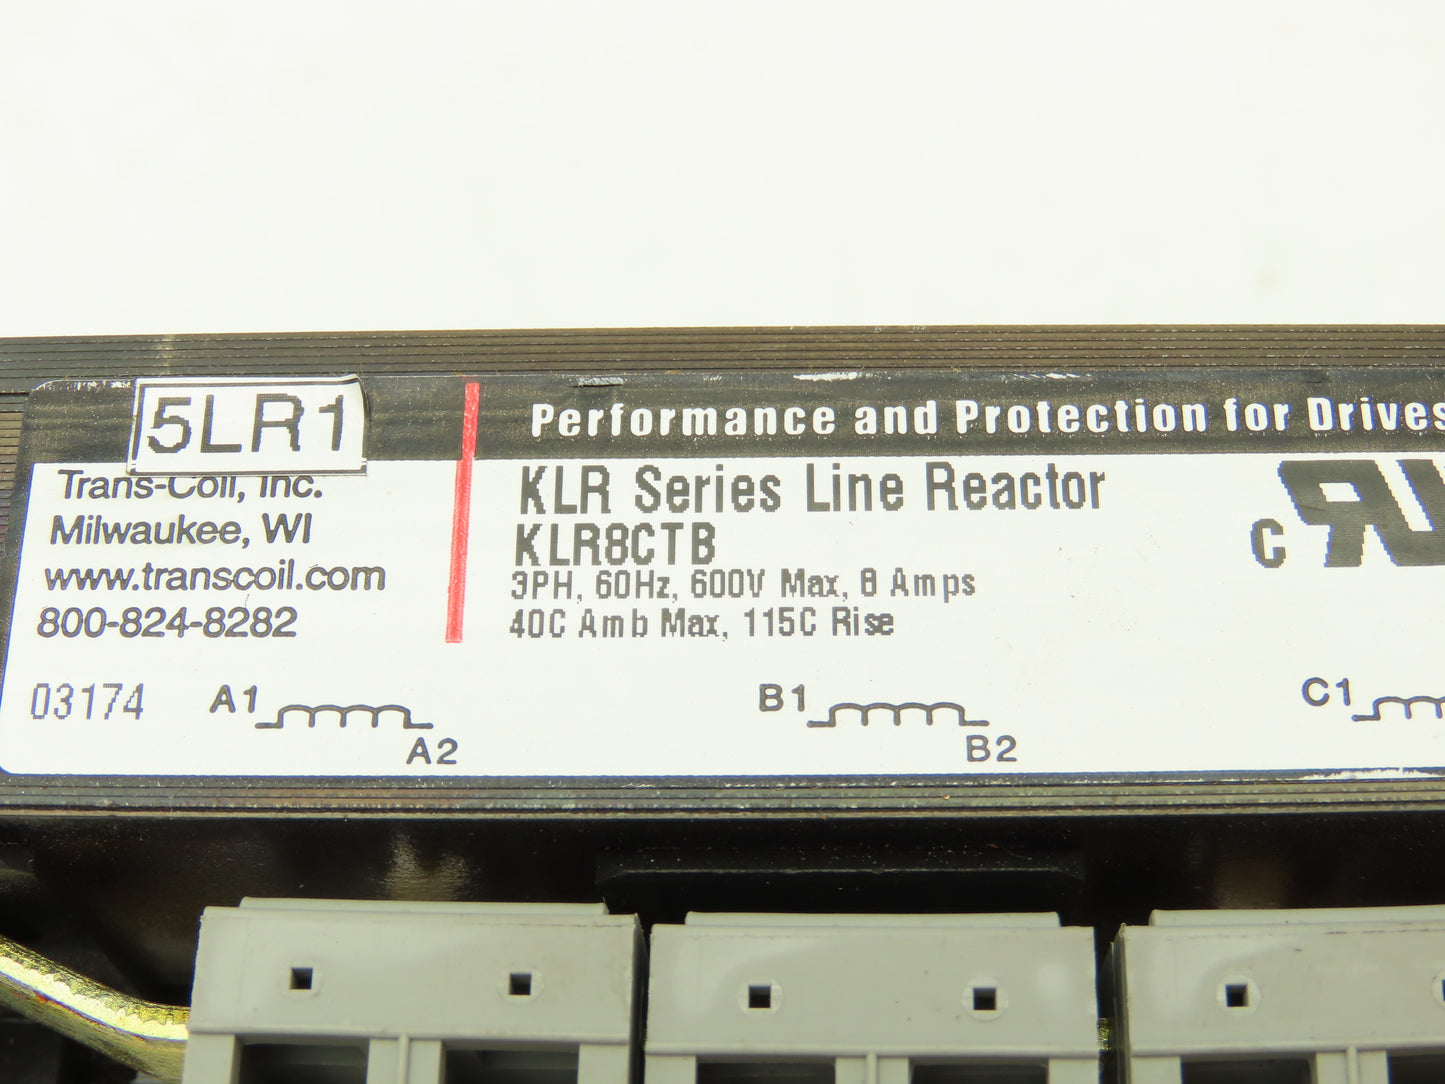 5LR1
Performance and Protection for Drives
Trans-Coil, Inc.
Milwaukee, WI
www.transcoil.com
800-824-8282
KLR Series Line Reactor
KLR8CTB
3PH, 60Hz, 600V Max, 8 Amps
40C Amb Max, 115C Rise
C
03174
A1
A2
B1
B2
C1